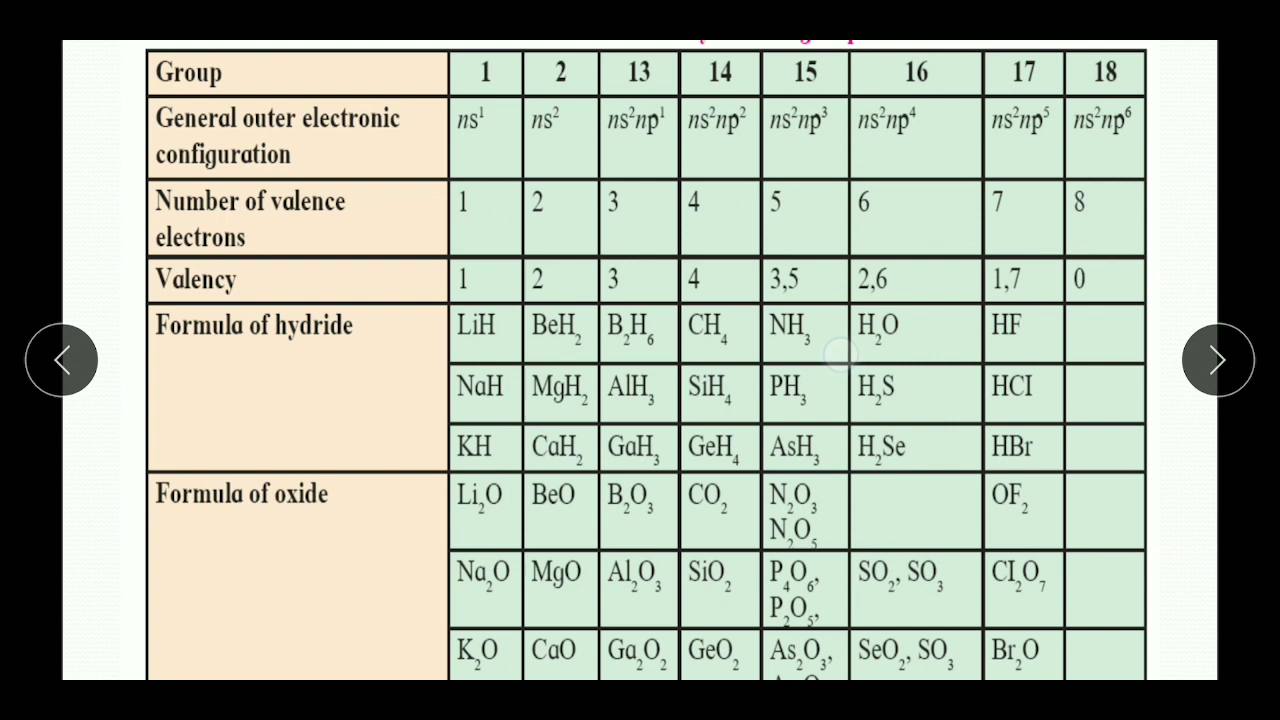 Group 1 2 13 14 15 16 17 18
General outer electronic ns¹ ns² ns²np¹ ns²np² ns²np³ ns²np⁴ ns²np⁵ ns²np⁶
configuration
Number of valence 1 2 3 4 5 6 7 8
electrons
Valency 1 2 3 4 3,5 2,6 1,7 0
Formula of hydride LiH BeH₂ B₂H₆ CH₄ NH₃ H₂O HF
NaH MgH₂ AlH₃ SiH₄ PH₃ H₂S HCI
KH CaH₂ GaH₃ GeH₄ AsH₃ H₂Se HBr
Formula of oxide Li₂O BeO B₂O₃ CO₂ N₂O₃ OF₂
N₂O₅
Na₂O MgO Al₂O₃ SiO₂ P₄O₆, SO₂, SO₃ CI₂O₇
P₂O₅,
K₂O CaO Ga₂O₂ GeO₂ As₂O₃, SeO₂, SO₃ Br₂O